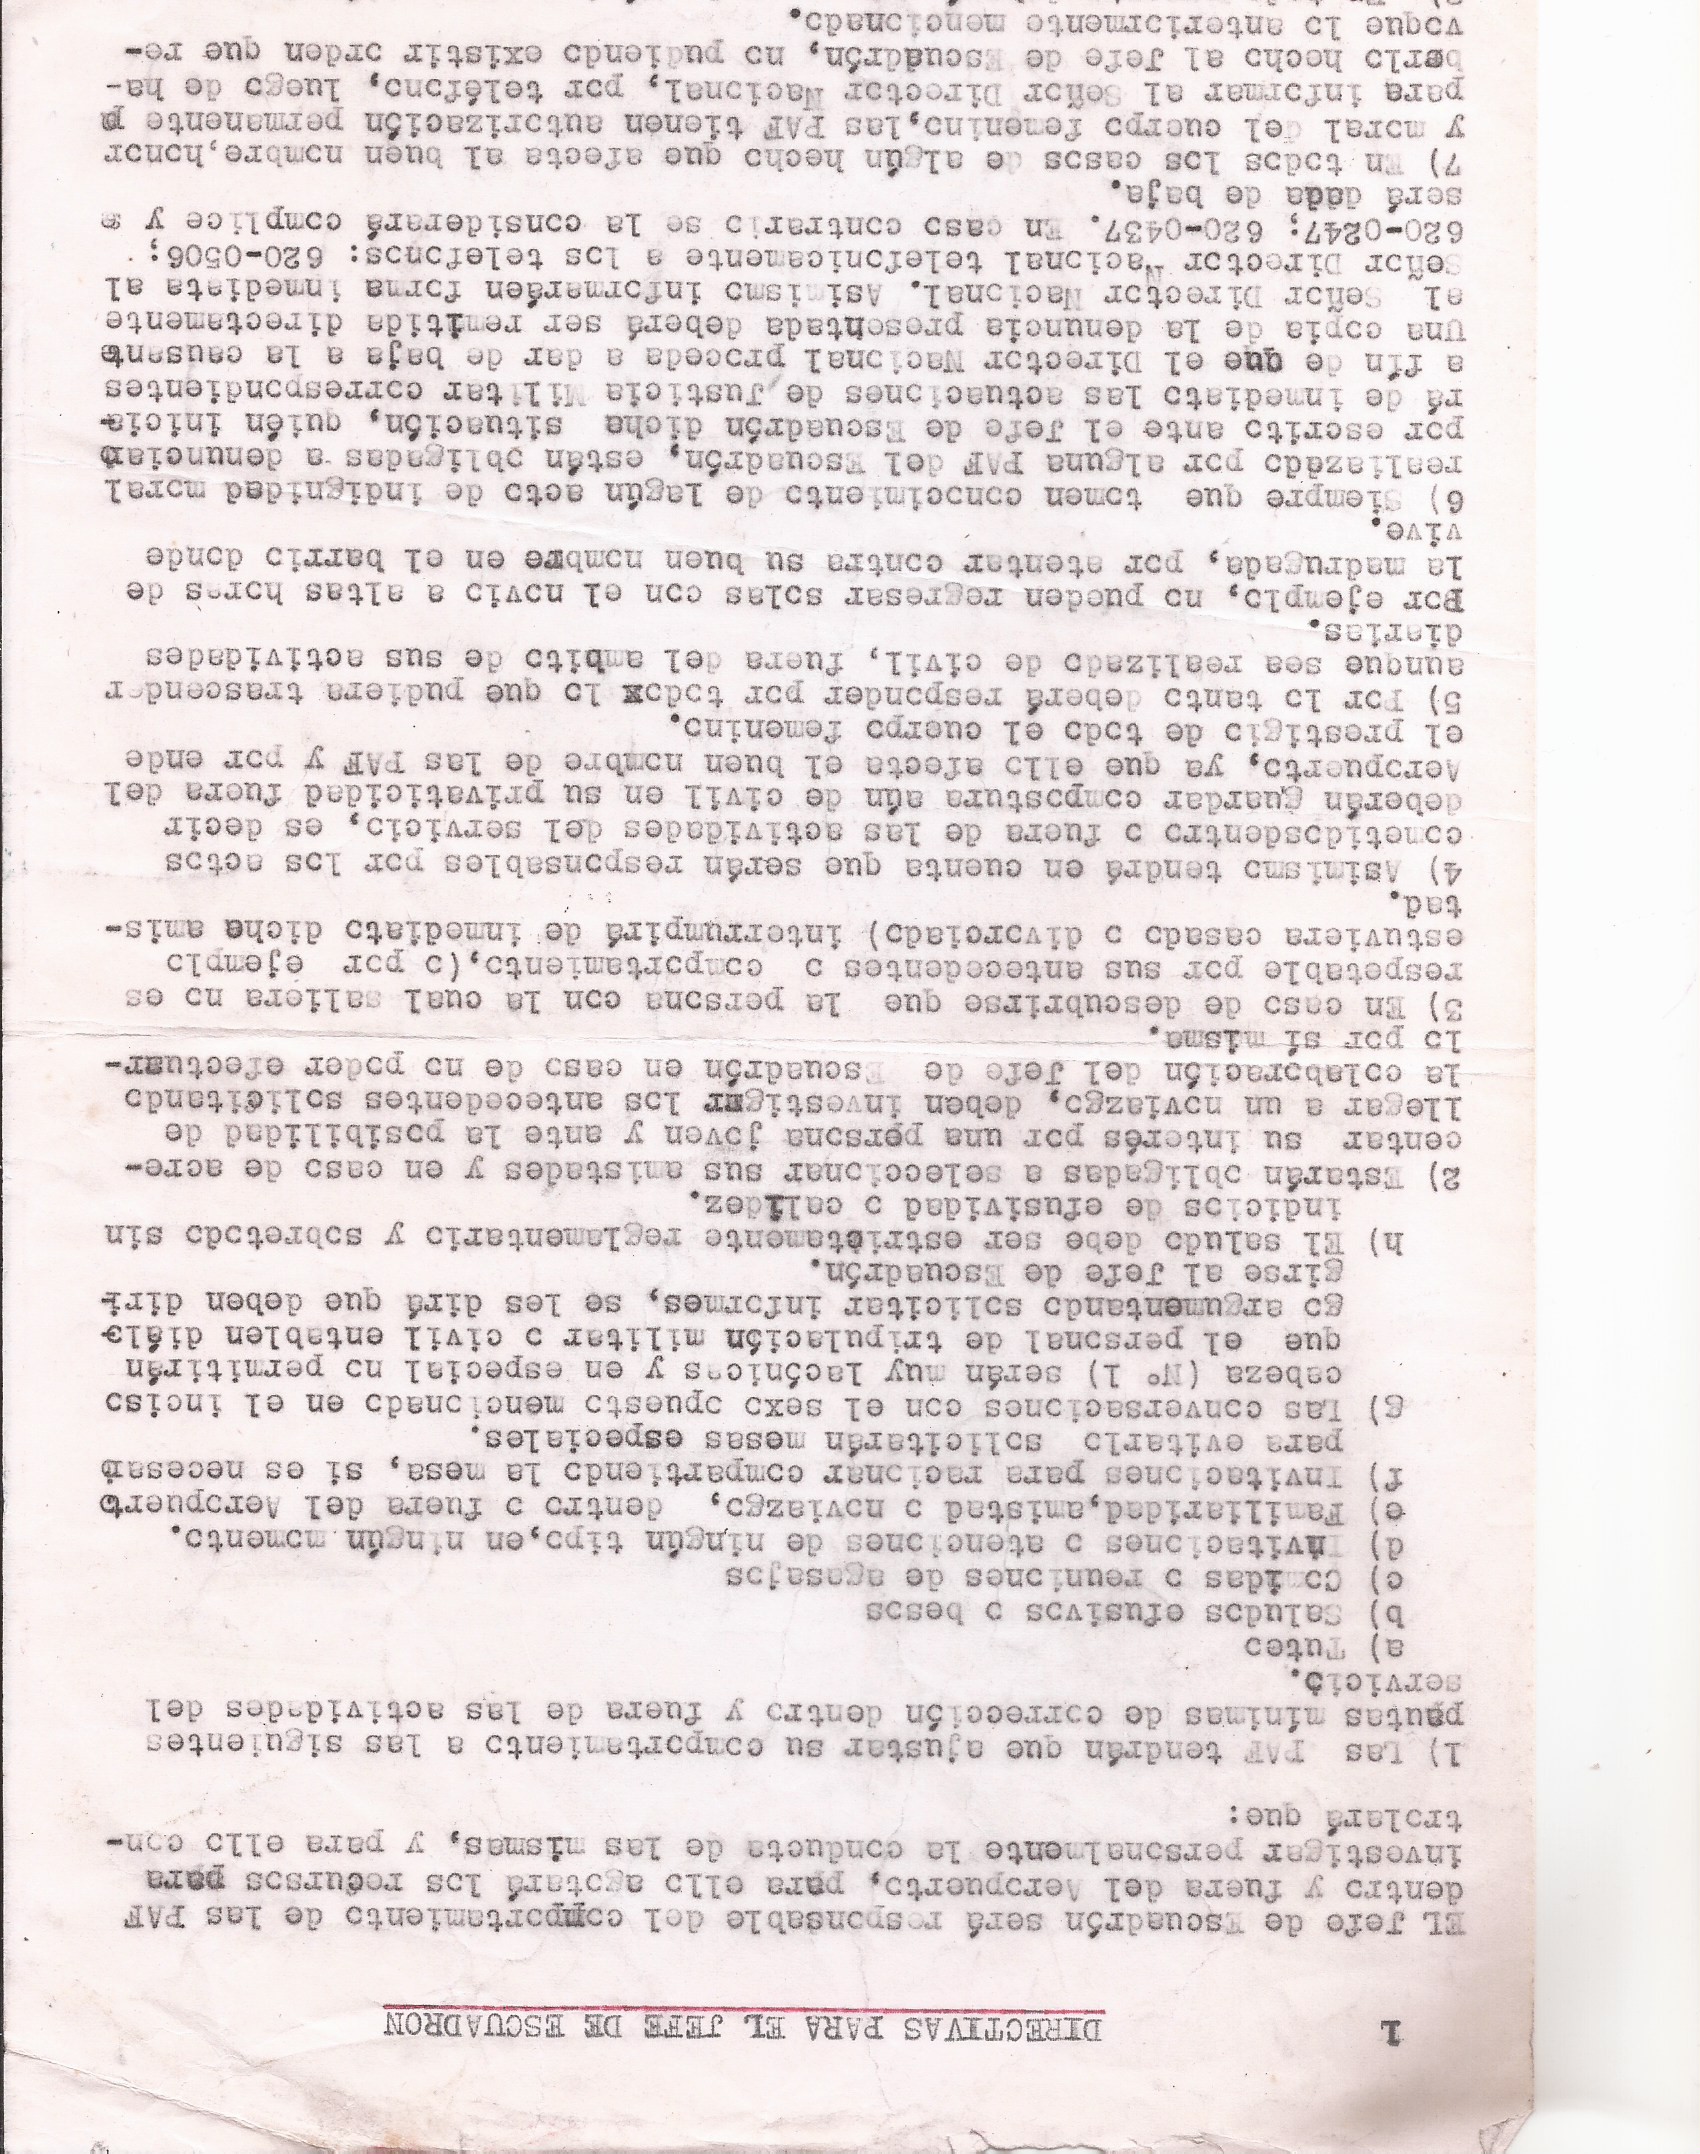 1 DIRECTIVAS PARA EL JEFE DE ESCUADRON
EL Jefe de Escuadrón será responsable del comportamiento de las PAF
dentro y fuera del Aeropuerto, para ello agotará los recursos para
investigar personalmente la conducta de las mismas, y para ello con-
trolará que:
1) Las PAF tendrán que ajustar su comportamiento a las siguientes
pautas mínimas de corrección dentro y fuera de las actividades del
servicio.
a) Tuteo
b) Saludos efusivos o besos
c) Comidas o reuniones de agasajos
d) Invitaciones o atenciones de ningún tipo,en ningún momento.
e) Familiaridad,amistad o noviazgo, dentro o fuera del Aeropuerto
f) Invitaciones para racionar compartiendo la mesa, si es necesario
para evitarlo solicitarán mesas especiales.
g) Las conversaciones con el sexo opuesto mencionado en el inciso
cabeza (Nº 1) serán muy lacónicas y en especial no permitirán
que el personal de tripulación militar o civil entablen diálo-
go argumentando solicitar informes, se les dirá que deben diri-
girse al Jefe de Escuadrón.
h) El saludo debe ser estrictamente reglamentario y sobretodo sin
indicios de efusividad o calidez.
2) Estarán obligadas a seleccionar sus amistades y en caso de acre-
centar su interés por una persona joven y ante la posibilidad de
llegar a un noviazgo, deben investigar los antecedentes solicitando
la colaboración del Jefe de Escuadrón en caso de no poder efectuar-
lo por sí misma.
3) En caso de descubrirse que la persona con la cual saliera no es
respetable por sus antecedentes o comportamiento,(o por ejemplo
estuviera casado o divorciado) interrumpirá de inmediato dicha amis-
tad.
4) Asimismo tendrá en cuenta que serán responsables por los actos
cometidosdentro o fuera de las actividades del servicio, es decir
deberán guardar compostura aún de civil en su privaticidad fuera del
Aeropuerto, ya que ello afecta el buen nombre de las PAF y por ende
el prestigio de todo el cuerpo femenino.
5) Por lo tanto deberá responder por todox lo que pudiera trascender
aunque sea realizado de civil, fuera del ambito de sus actividades
diarias.
Por ejemplo, no pueden regresar solas con el novio a altas horas de
la madrugada, por atentar contra su buen nombre en el barrio donde
vive.
6) Siempre que tomen conocimiento de lagún acto de indignidad moral
realiazado por alguna PAF del Escuadrón, están obligadas a denunciar
por escrito ante el Jefe de Escuadrón dicha situación, quién inicia-
rá de inmediato las actuaciones de Justicia Militar correspondientes
a fín de que el Director Nacional proceda a dar de baja a la causante
Una copia de la denuncia presentada deberá ser remitida directamente
al Señor Director Nacional. Asimismo informaráen forma inmediata al
Señor Director Nacional telefonicamente a los telefonos: 620-0506;
620-0247; 620-0437. En caso contrario se la considerará complice y se
será dada de baja.
7) En todos los casos de algún hecho que afecta al buen nombre,honor
y moral del cuerpo femenino,las PAF tienen autorización permanente p
para informar al Señor Director Nacional, por teléfono, luego de ha-
berlo hecho al Jefe de Escuadrón, no pudiendo existir orden que re-
voque lo anteriormente mencionado.